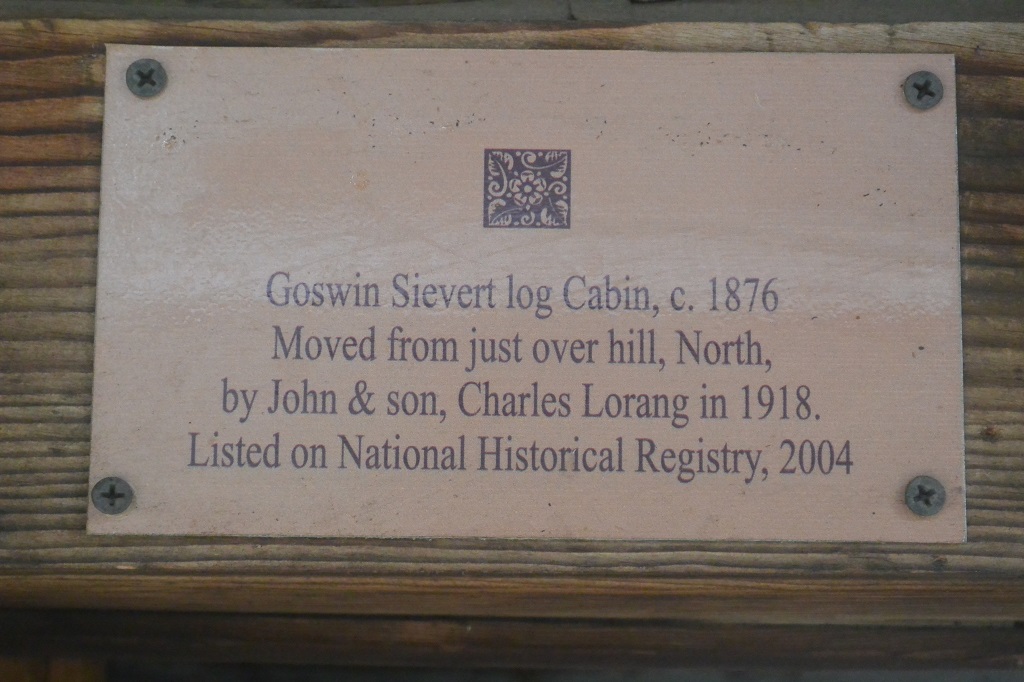 Goswin Sievert log Cabin, c. 1876
Moved from just over hill, North,
by John & son, Charles Lorang in 1918.
Listed on National Historical Registry, 2004